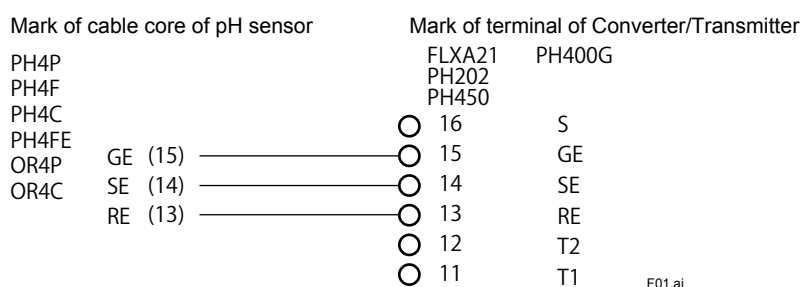 Mark of cable core of pH sensor Mark of terminal of Converter/Transmitter
PH4P
PH4F
PH4C
PH4FE
OR4P
OR4C
GE (15)
SE (14)
RE (13)
FLXA21 PH400G
PH202
PH450
16 S
15 GE
14 SE
13 RE
12 T2
11 T1
F01.ai